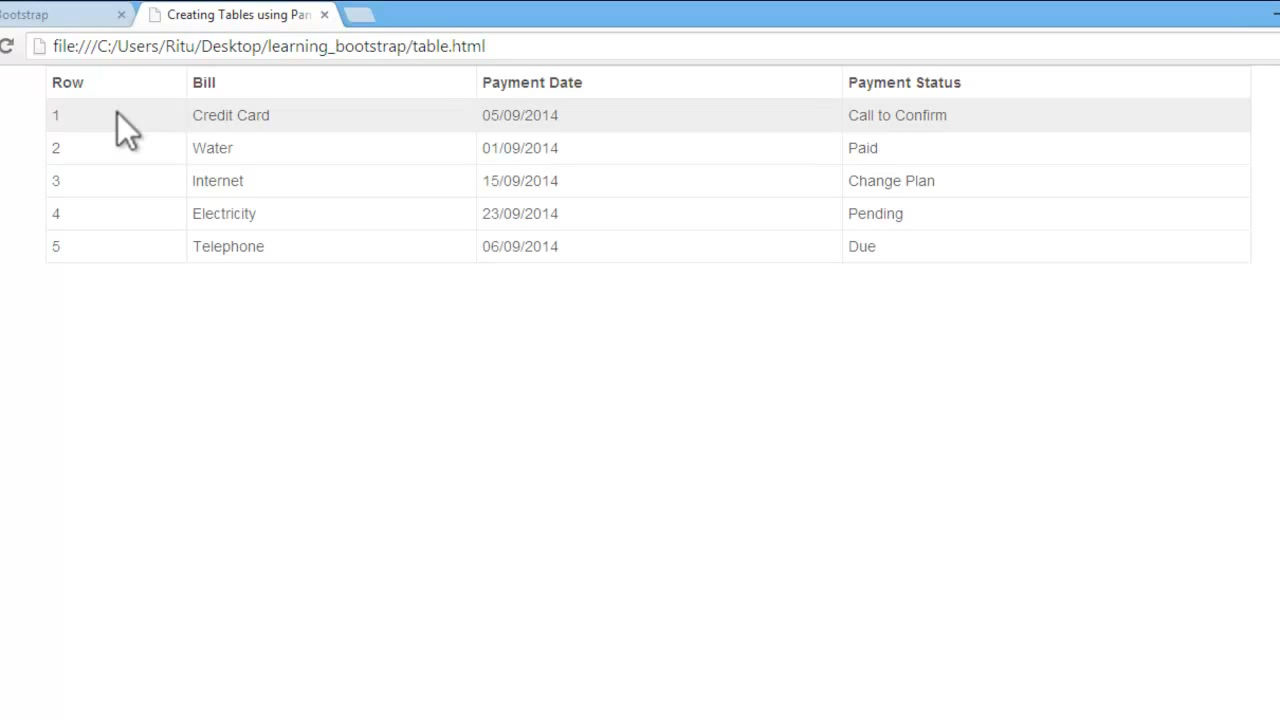 Bootstrap
Creating Tables using Pan
file:///C:/Users/Ritu/Desktop/learning_bootstrap/table.html
Row Bill Payment Date Payment Status
1 Credit Card 05/09/2014 Call to Confirm
2 Water 01/09/2014 Paid
3 Internet 15/09/2014 Change Plan
4 Electricity 23/09/2014 Pending
5 Telephone 06/09/2014 Due